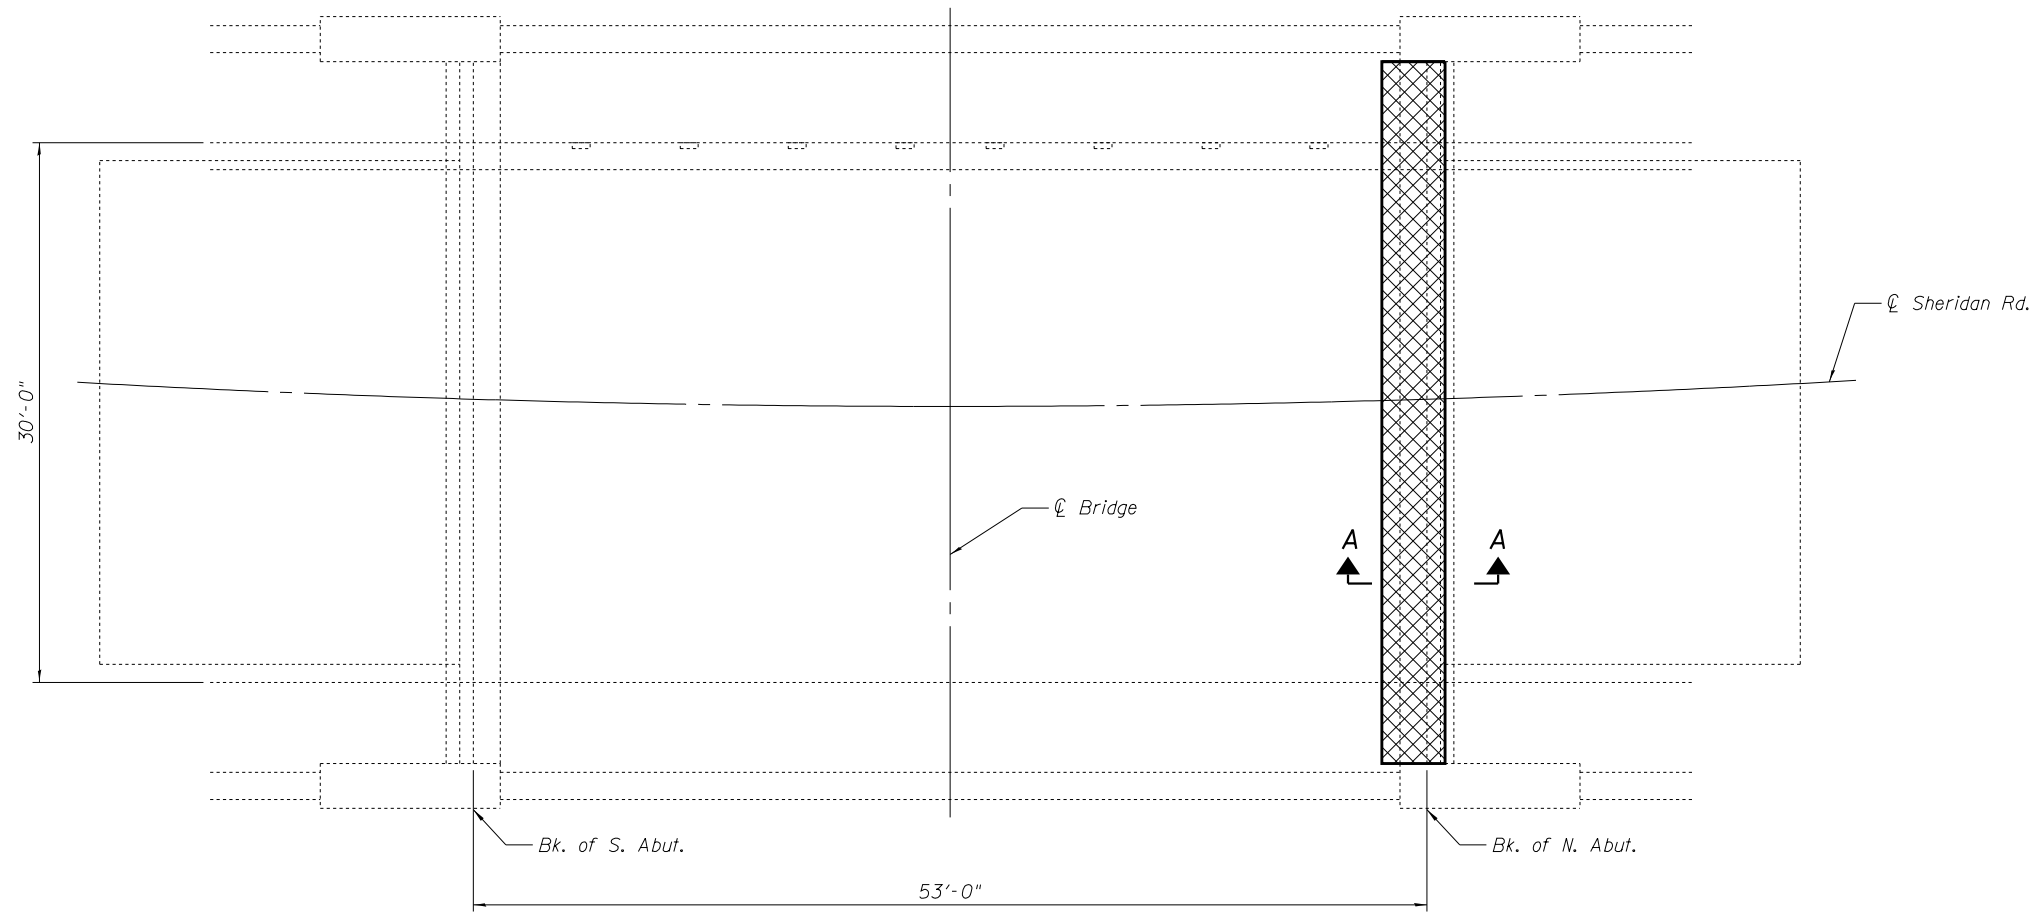 ℄ Sheridan Rd.
30'-0"
℄ Bridge
A
A
Bk. of S. Abut.
Bk. of N. Abut.
53'-0"